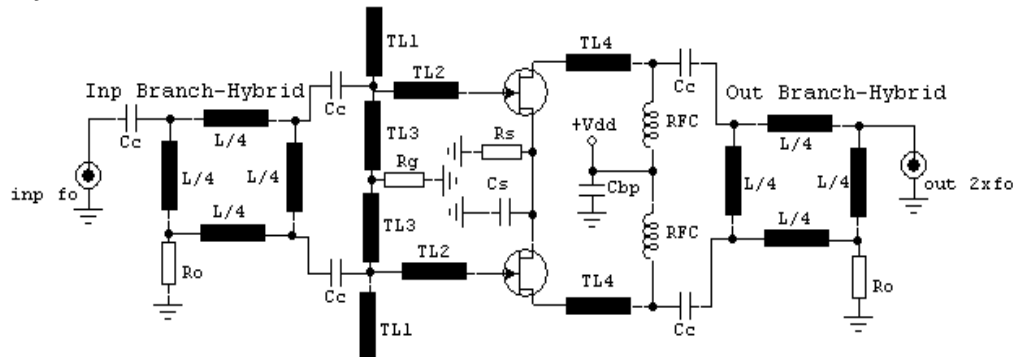 TL1
TL4
TL2
Cc
Cc
Inp Branch-Hybrid
Out Branch-Hybrid
Cc
RFC
+Vdd
L/4
TL3
Rs
L/4
Rg
inp fo
L/4
L/4
Cs
Cbp
L/4
L/4
out 2xfo
L/4
TL3
L/4
RFC
TL2
Ro
Cc
TL4
Ro
Cc
TL1